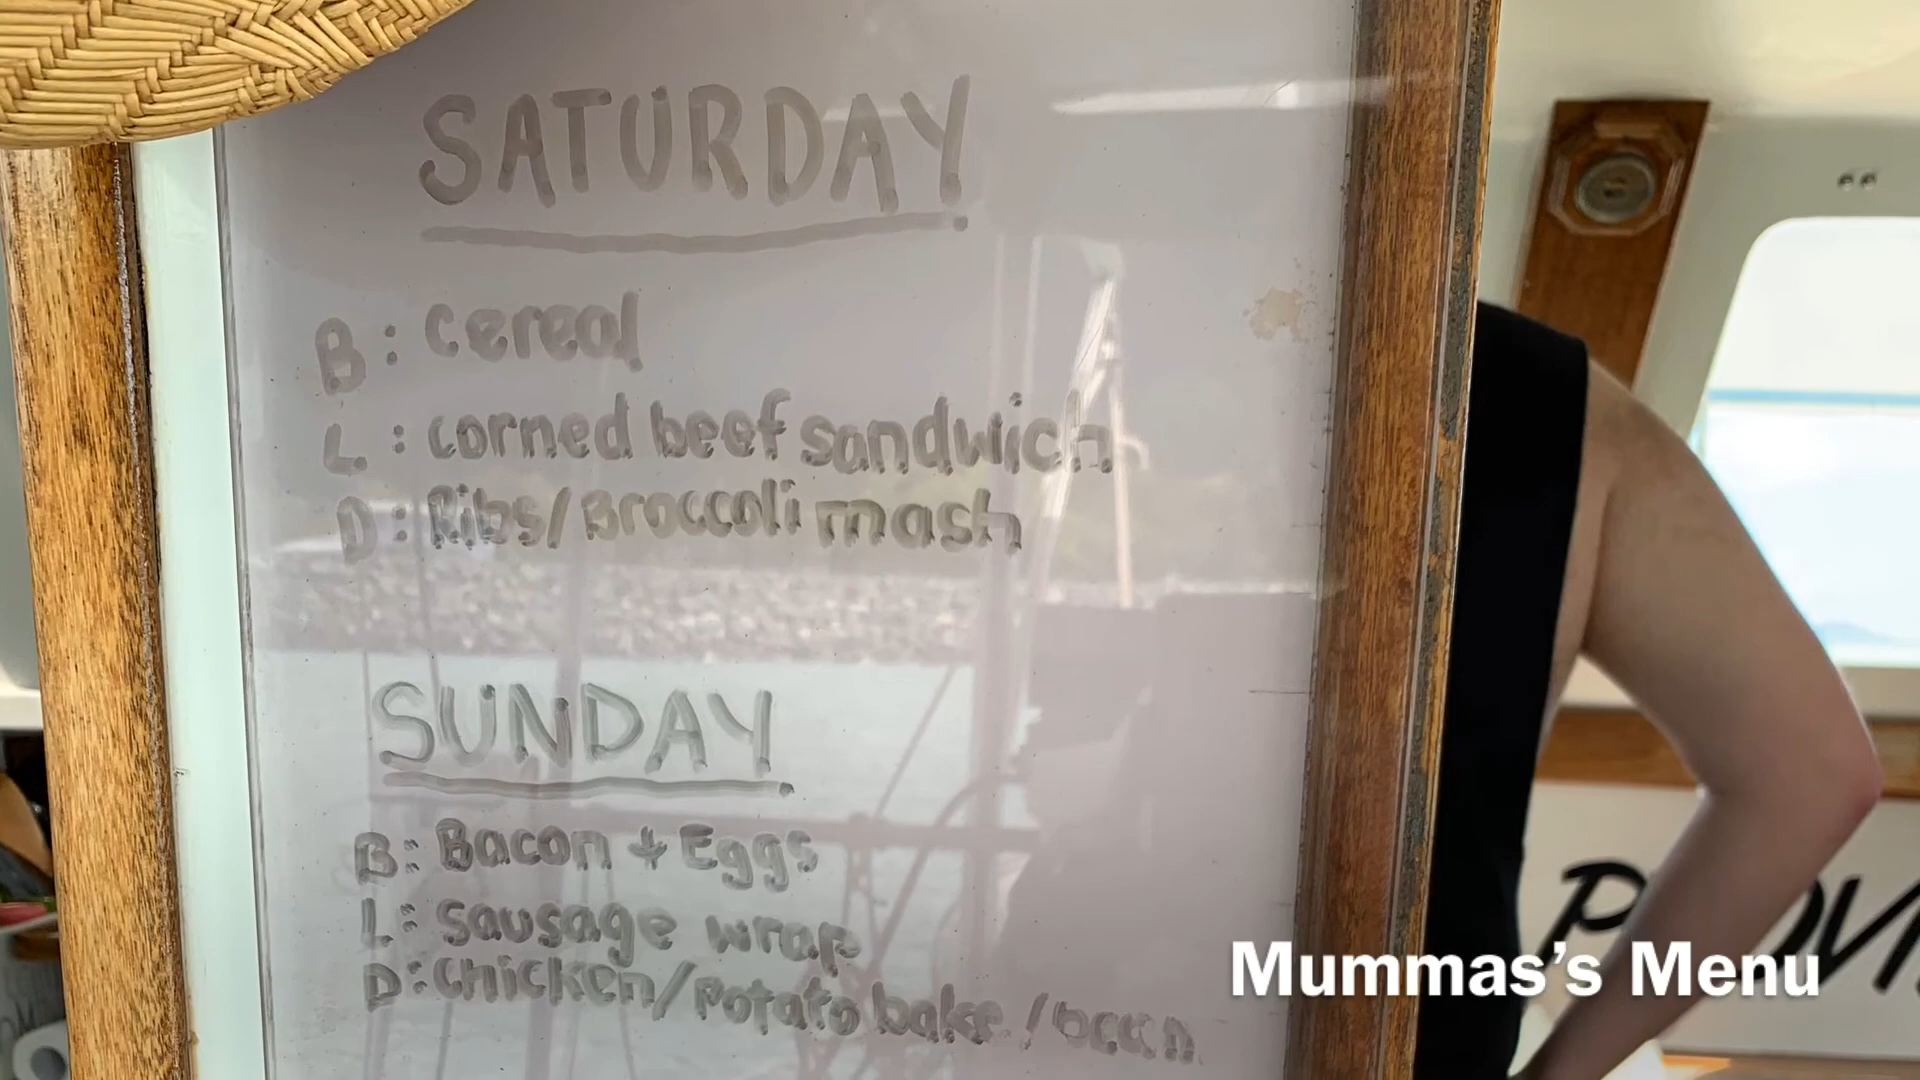 SATURDAY
B: cereal
L: corned beef sandwich
D: Ribs/Broccoli mash
SUNDAY
B: Bacon + Eggs
L: sausage wrap
D: chicken/potato bake/
Mummas's Menu